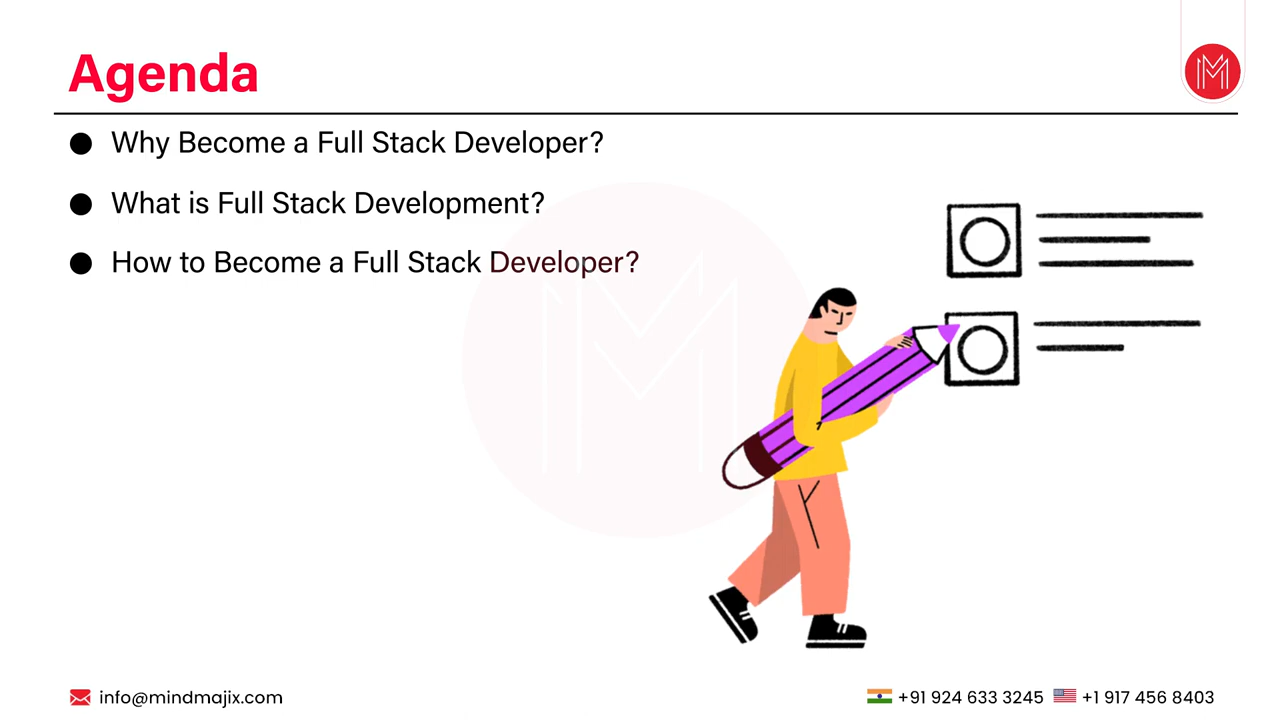 Agenda
● Why Become a Full Stack Developer?
● What is Full Stack Development?
● How to Become a Full Stack Developer?
info@mindmajix.com
+91 924 633 3245 +1 917 456 8403